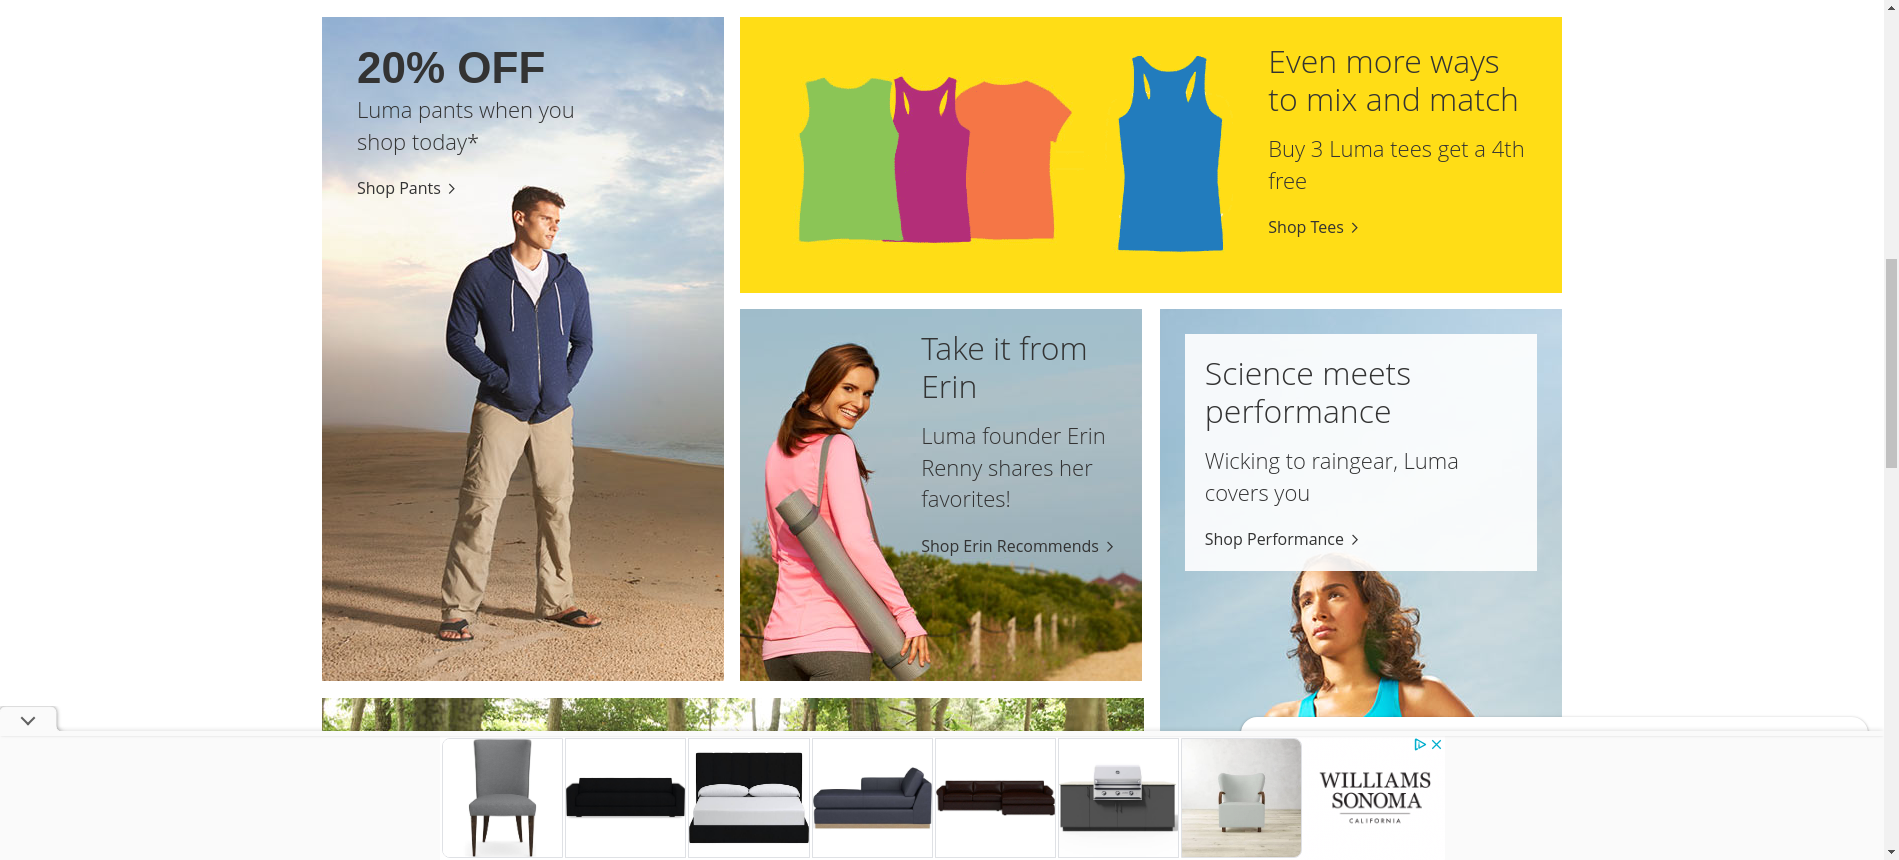 20% OFF
Luma pants when you
shop today*
Shop Pants
Even more ways
to mix and match
Buy 3 Luma tees get a 4th
free
Shop Tees
Take it from
Erin
Luma founder Erin
Renny shares her
favorites!
Shop Erin Recommends
Science meets
performance
Wicking to raingear, Luma
covers you
Shop Performance
WILLIAMS
SONOMA
CALIFORNIA